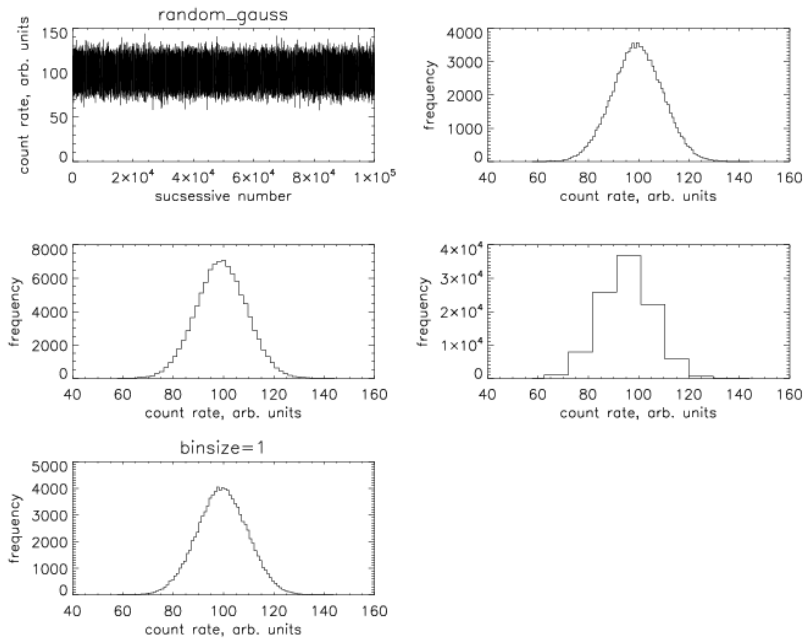 random_gauss
count rate, arb. units
150
100
50
0
0 2×10⁴ 4×10⁴ 6×10⁴ 8×10⁴ 1×10⁵
sucsessive number
frequency
4000
3000
2000
1000
0
40 60 80 100 120 140 160
count rate, arb. units
frequency
8000
6000
4000
2000
0
40 60 80 100 120 140 160
count rate, arb. units
frequency
4×10⁴
3×10⁴
2×10⁴
1×10⁴
0
40 60 80 100 120 140 160
count rate, arb. units
binsize=1
frequency
5000
4000
3000
2000
1000
0
40 60 80 100 120 140 160
count rate, arb. units